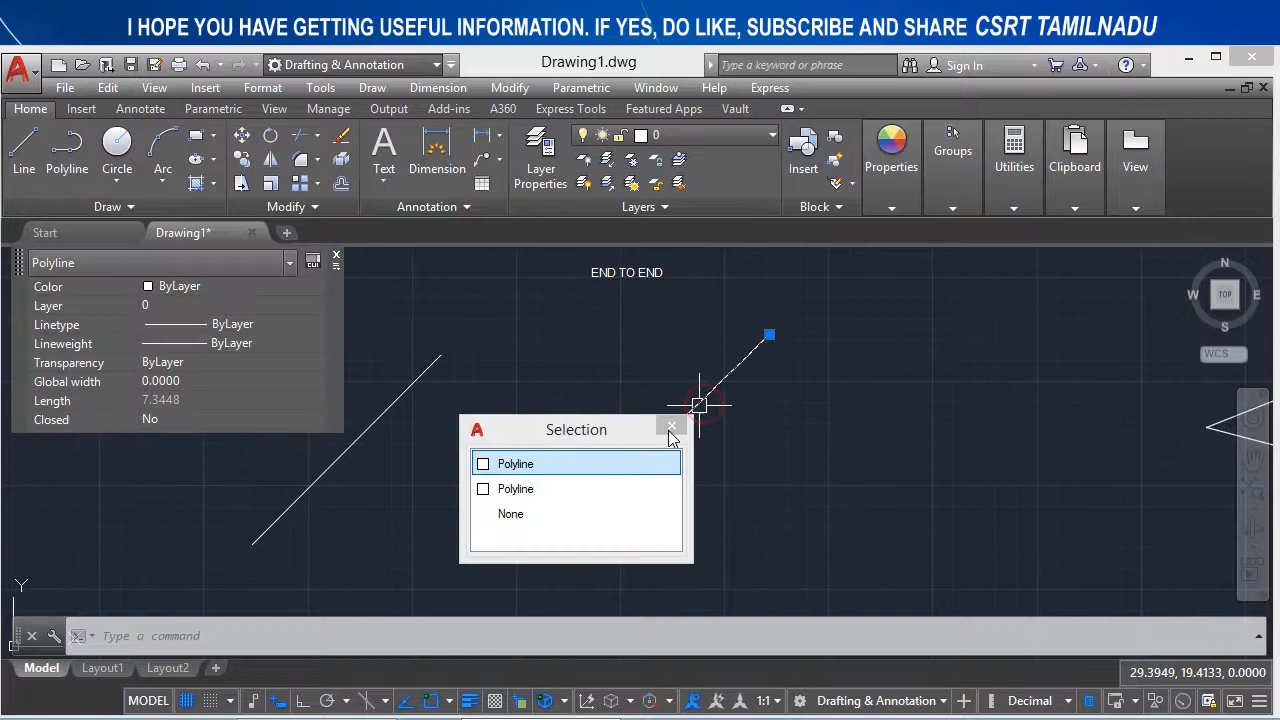 I HOPE YOU HAVE GETTING USEFUL INFORMATION. IF YES, DO LIKE, SUBSCRIBE AND SHARE CSRT TAMILNADU
Drafting & Annotation
Drawing1.dwg
Type a keyword or phrase
Sign In
File Edit View Insert Format Tools Draw Dimension Modify Parametric Window Help Express
Home Insert Annotate Parametric View Manage Output Add-ins A360 Express Tools Featured Apps Vault
0
Line Polyline Circle Arc Text Dimension Layer Properties Insert Properties Groups Utilities Clipboard View
Draw Modify Annotation Layers Block
Start Drawing1*
Polyline
Color ByLayer
Layer 0
Linetype ByLayer
Lineweight ByLayer
Transparency ByLayer
Global width 0.0000
Length 7.3448
Closed No
END TO END
N
W TOP E
S
WCS
Selection
Polyline
Polyline
None
Y
Type a command
Model Layout1 Layout2
29.3949, 19.4133, 0.0000
MODEL 1:1 Drafting & Annotation Decimal